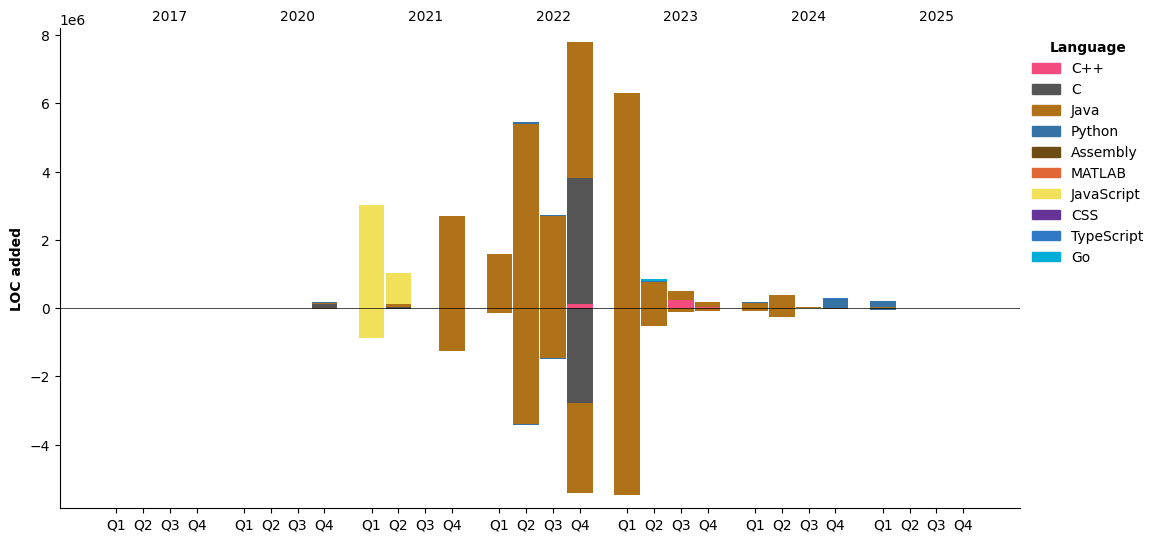 1e6
2017 2020 2021 2022 2023 2024 2025
8
6
4
2
0
−2
−4
LOC added
Q1 Q2 Q3 Q4 Q1 Q2 Q3 Q4 Q1 Q2 Q3 Q4 Q1 Q2 Q3 Q4 Q1 Q2 Q3 Q4 Q1 Q2 Q3 Q4 Q1 Q2 Q3 Q4
Language
C++
C
Java
Python
Assembly
MATLAB
JavaScript
CSS
TypeScript
Go